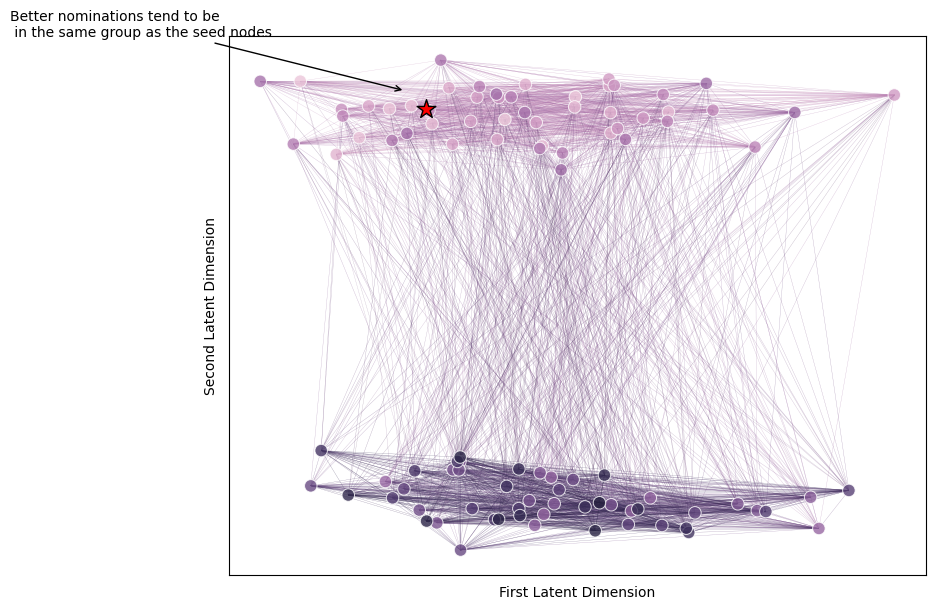 Better nominations tend to be
in the same group as the seed nodes
Second Latent Dimension
First Latent Dimension